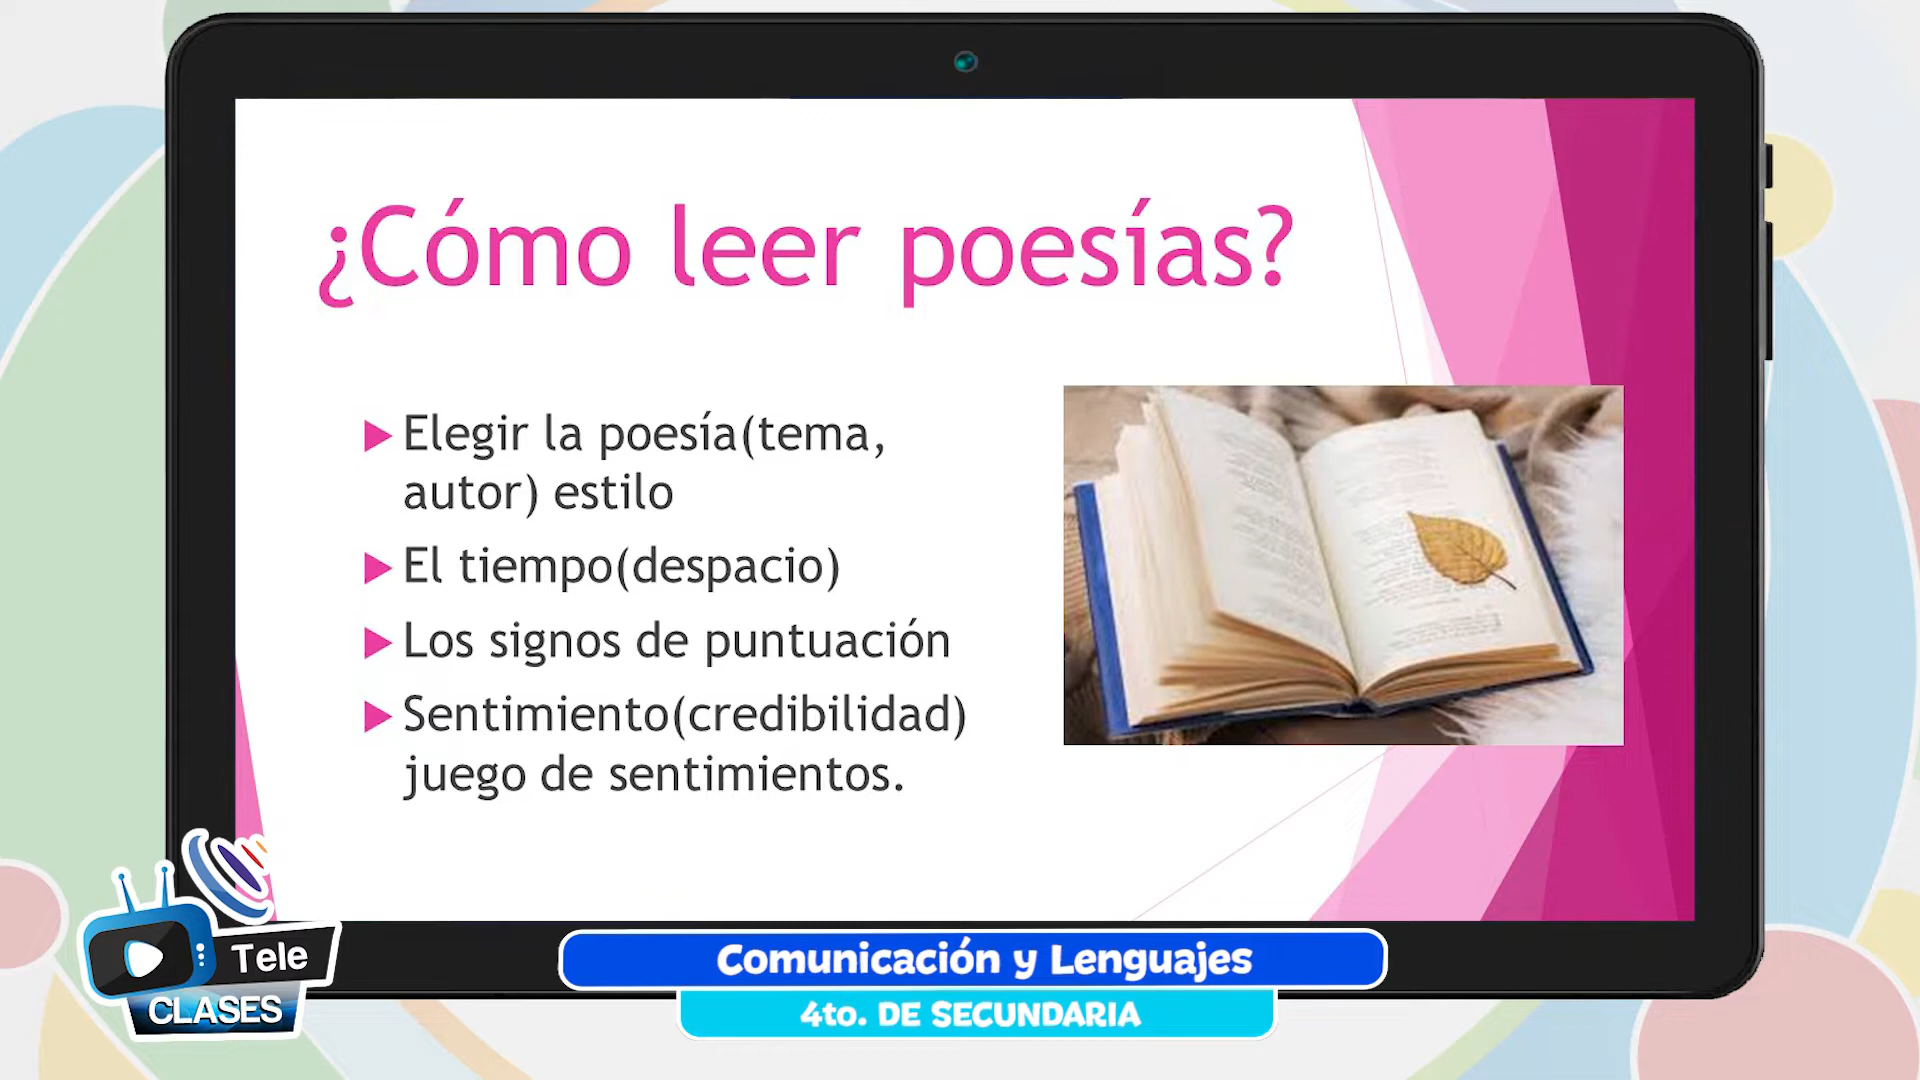 ¿Cómo leer poesías?
Elegir la poesía(tema,
autor) estilo
El tiempo(despacio)
Los signos de puntuación
Sentimiento(credibilidad)
juego de sentimientos.
Tele
CLASES
Comunicación y Lenguajes
4to. DE SECUNDARIA